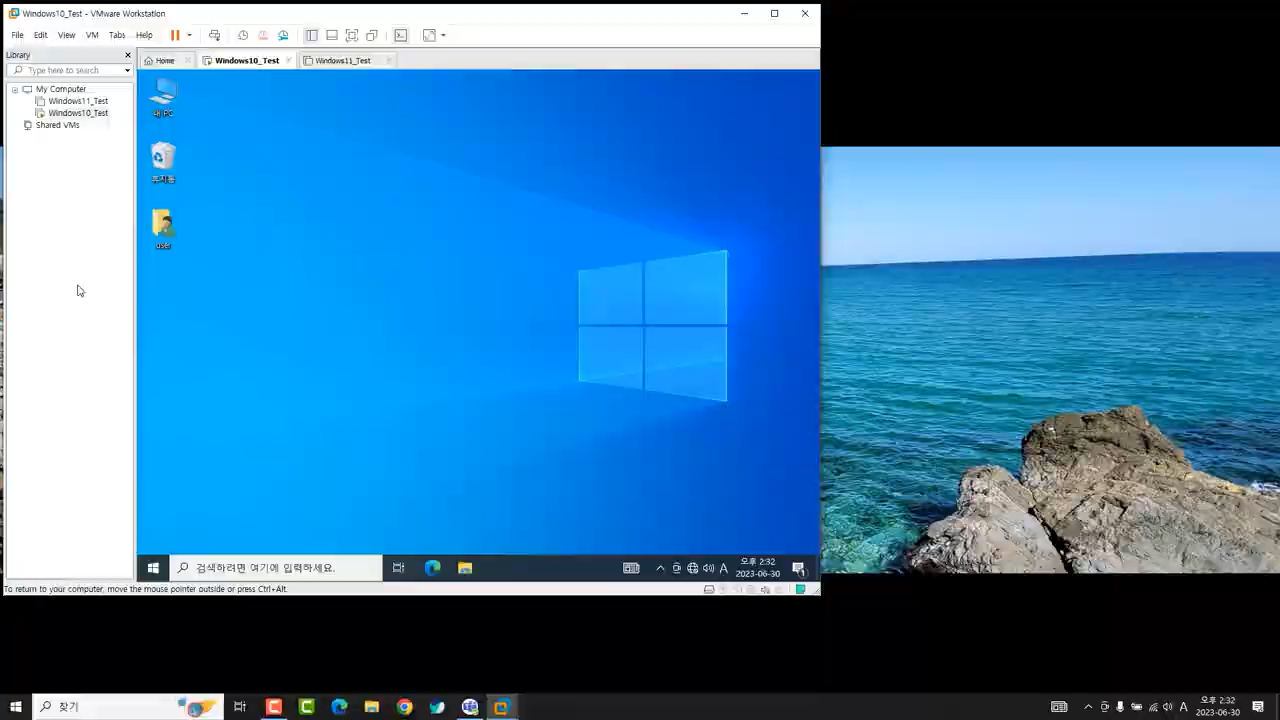 Windows10_Test - VMware Workstation
File Edit View VM Tabs Help
Library
Type here to search
Home Windows10_Test Windows11_Test
My Computer
Windows11_Test
Windows10_Test
Shared VMs
내 PC
휴지통
user
검색하려면 여기에 입력하세요.
A
오후 2:32
2023-06-30
To return to your computer, move the mouse pointer outside or press Ctrl+Alt.
찾기
A
오후 2:32
2023-06-30